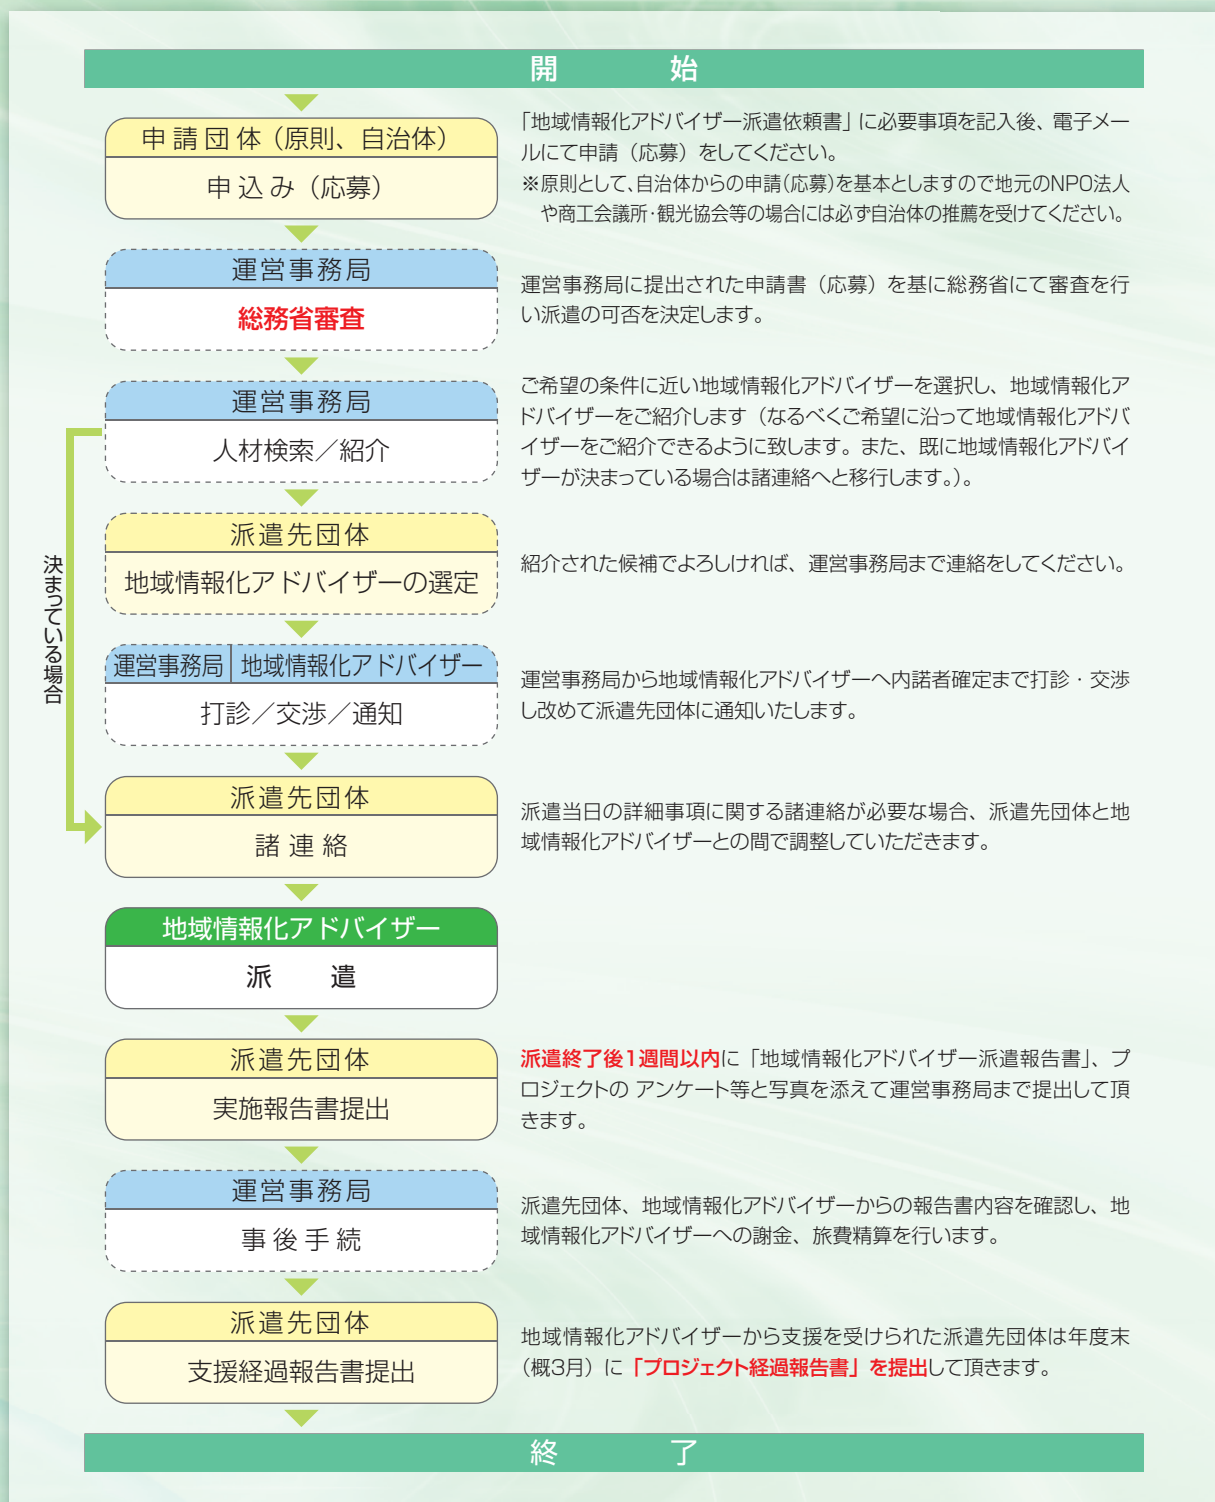 開始
申請団体（原則、自治体）
申込み（応募）
「地域情報化アドバイザー派遣依頼書」に必要事項を記入後、電子メー
ルにて申請（応募）をしてください。
※原則として、自治体からの申請（応募）を基本としますので地元のNPO法人
や商工会議所・観光協会等の場合には必ず自治体の推薦を受けてください。
運営事務局
総務省審査
運営事務局に提出された申請書（応募）を基に総務省にて審査を行
い派遣の可否を決定します。
運営事務局
人材検索／紹介
ご希望の条件に近い地域情報化アドバイザーを選択し、地域情報化ア
ドバイザーをご紹介します（なるべくご希望に沿って地域情報化アドバ
イザーをご紹介できるように致します。また、既に地域情報化アドバイ
ザーが決まっている場合は諸連絡へと移行します。）。
決まっている場合
派遣先団体
地域情報化アドバイザーの選定
紹介された候補でよろしければ、運営事務局まで連絡をしてください。
運営事務局 地域情報化アドバイザー
打診／交渉／通知
運営事務局から地域情報化アドバイザーへ内諾者確定まで打診・交渉
し改めて派遣先団体に通知いたします。
派遣先団体
諸連絡
派遣当日の詳細事項に関する諸連絡が必要な場合、派遣先団体と地
域情報化アドバイザーとの間で調整していただきます。
地域情報化アドバイザー
派遣
派遣先団体
実施報告書提出
派遣終了後1週間以内に「地域情報化アドバイザー派遣報告書」、プ
ロジェクトの アンケート等と写真を添えて運営事務局まで提出して頂
きます。
運営事務局
事後手続
派遣先団体、地域情報化アドバイザーからの報告書内容を確認し、地
域情報化アドバイザーへの謝金、旅費精算を行います。
派遣先団体
支援経過報告書提出
地域情報化アドバイザーから支援を受けられた派遣先団体は年度末
（概3月）に「プロジェクト経過報告書」を提出して頂きます。
終了